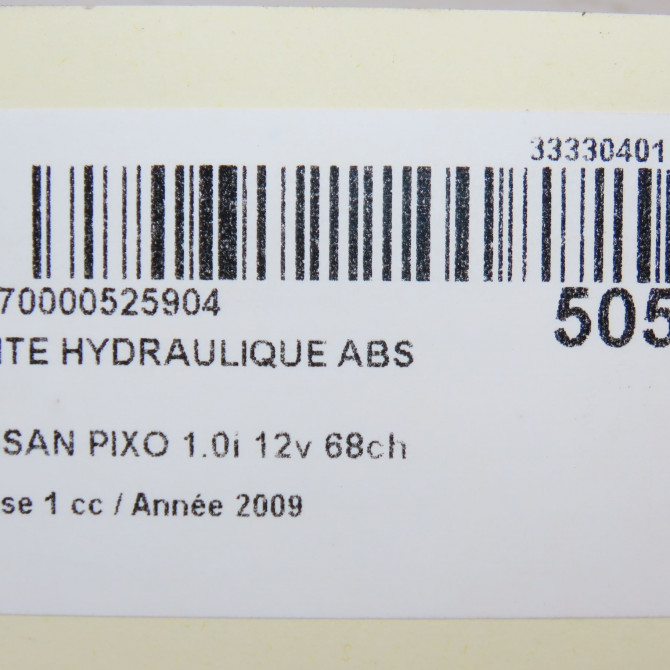 33330401
70000525904
505
ITE HYDRAULIQUE ABS
SAN PIXO 1.0i 12v 68ch
se 1 cc / Année 2009